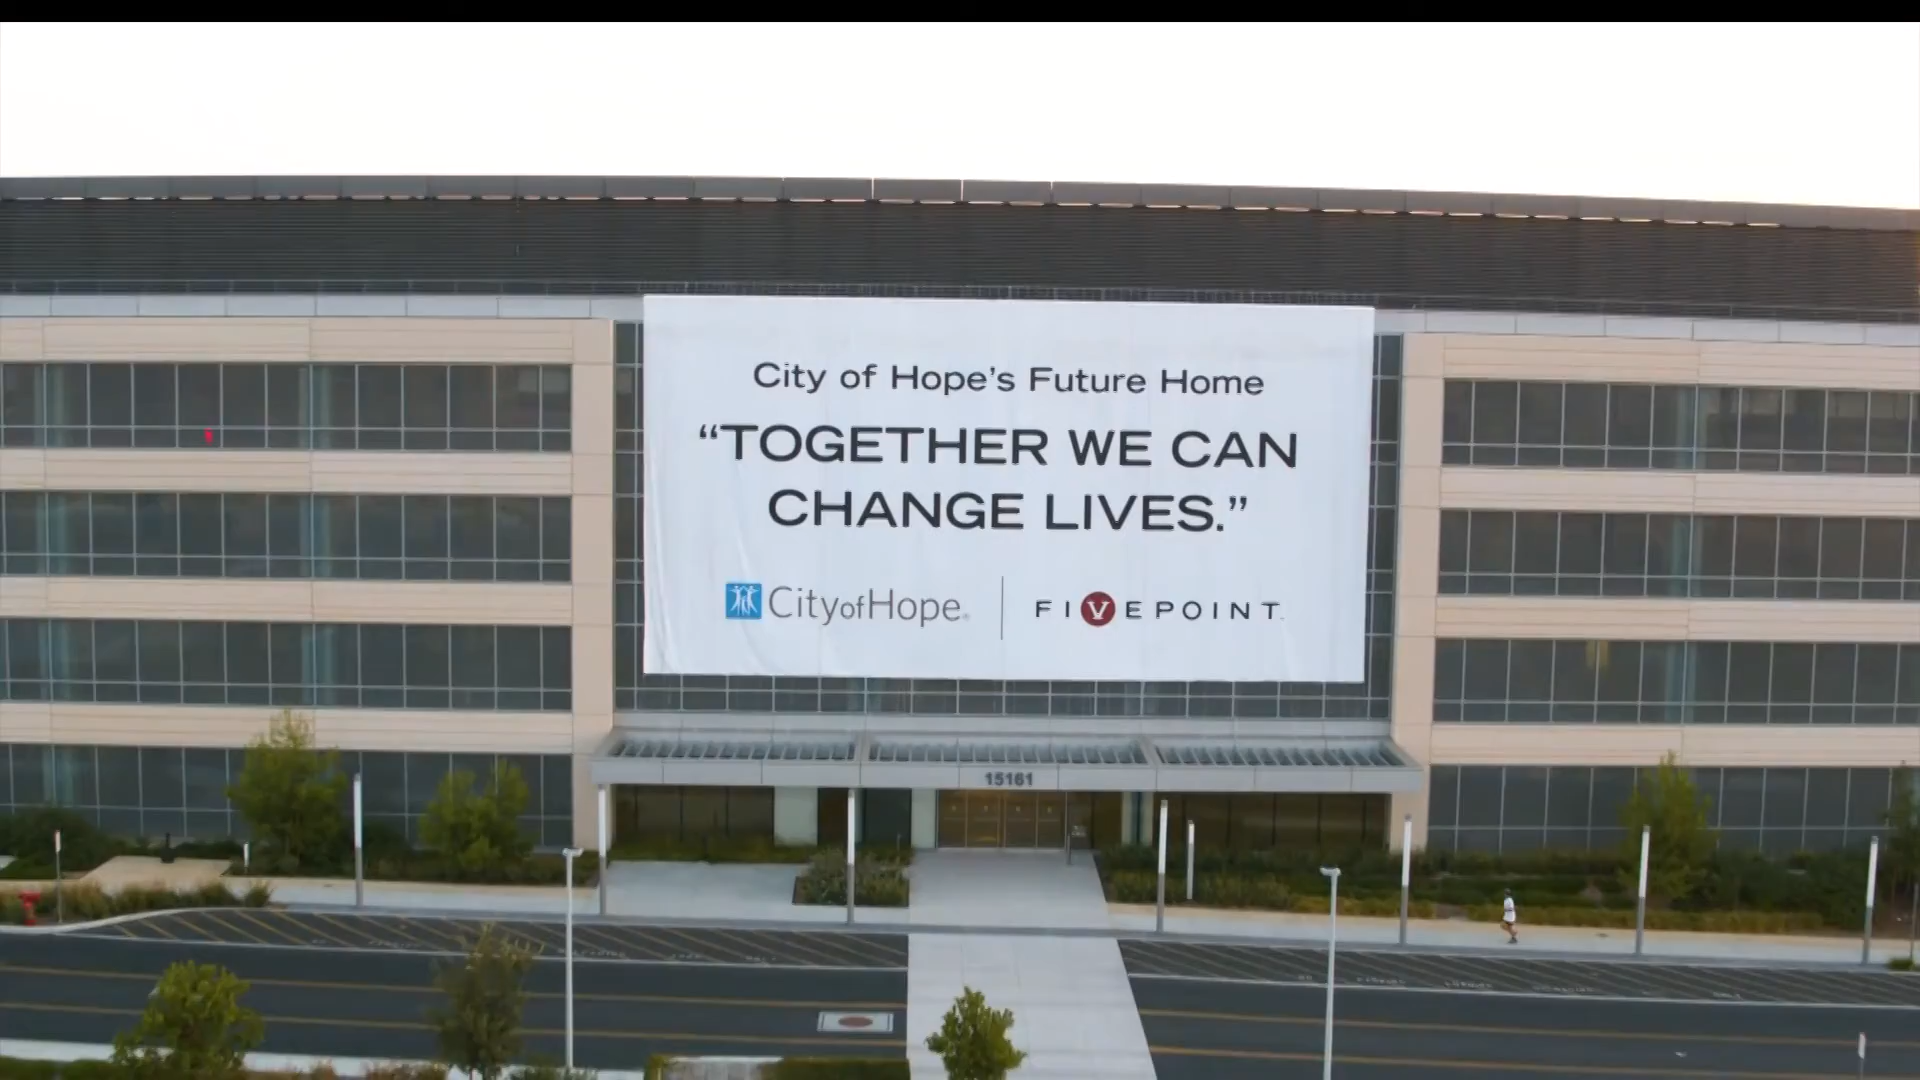 City of Hope's Future Home
“TOGETHER WE CAN
CHANGE LIVES.”
CityofHope®
FIVEPOINT
15161